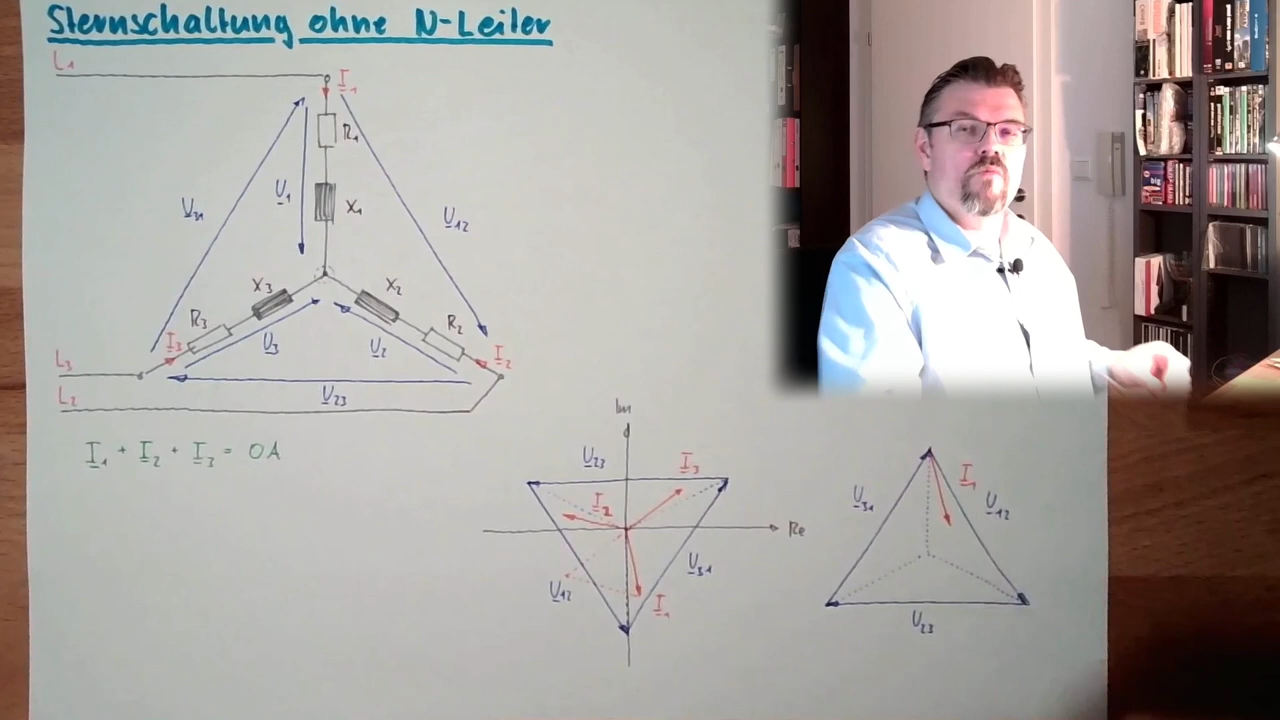 Sternschaltung ohne N-Leiter
L1
I1
R1
U31
U1
X1
U12
X3
X2
R3
R2
I3
U3
U2
I2
L3
L2
U23
I1 + I2 + I3 = 0A
Im
U23
I3
I2
Re
U31
U12
I1
I1
U31
U12
U23
big